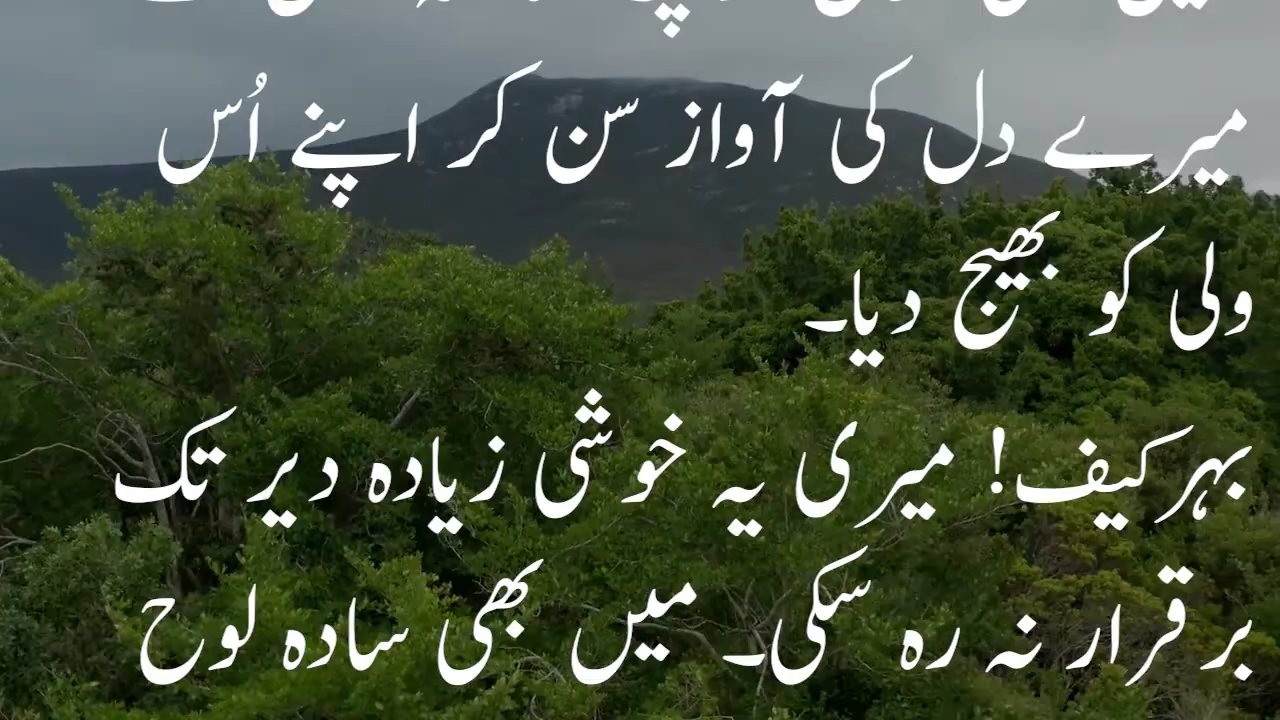 میرے دل کی آواز سن کر اپنے اُس
ولی کو بھیج دیا۔
بہرکیف! میری یہ خوشی زیادہ دیر تک
برقرار نہ رہ سکی۔ میں بھی سادہ لوح